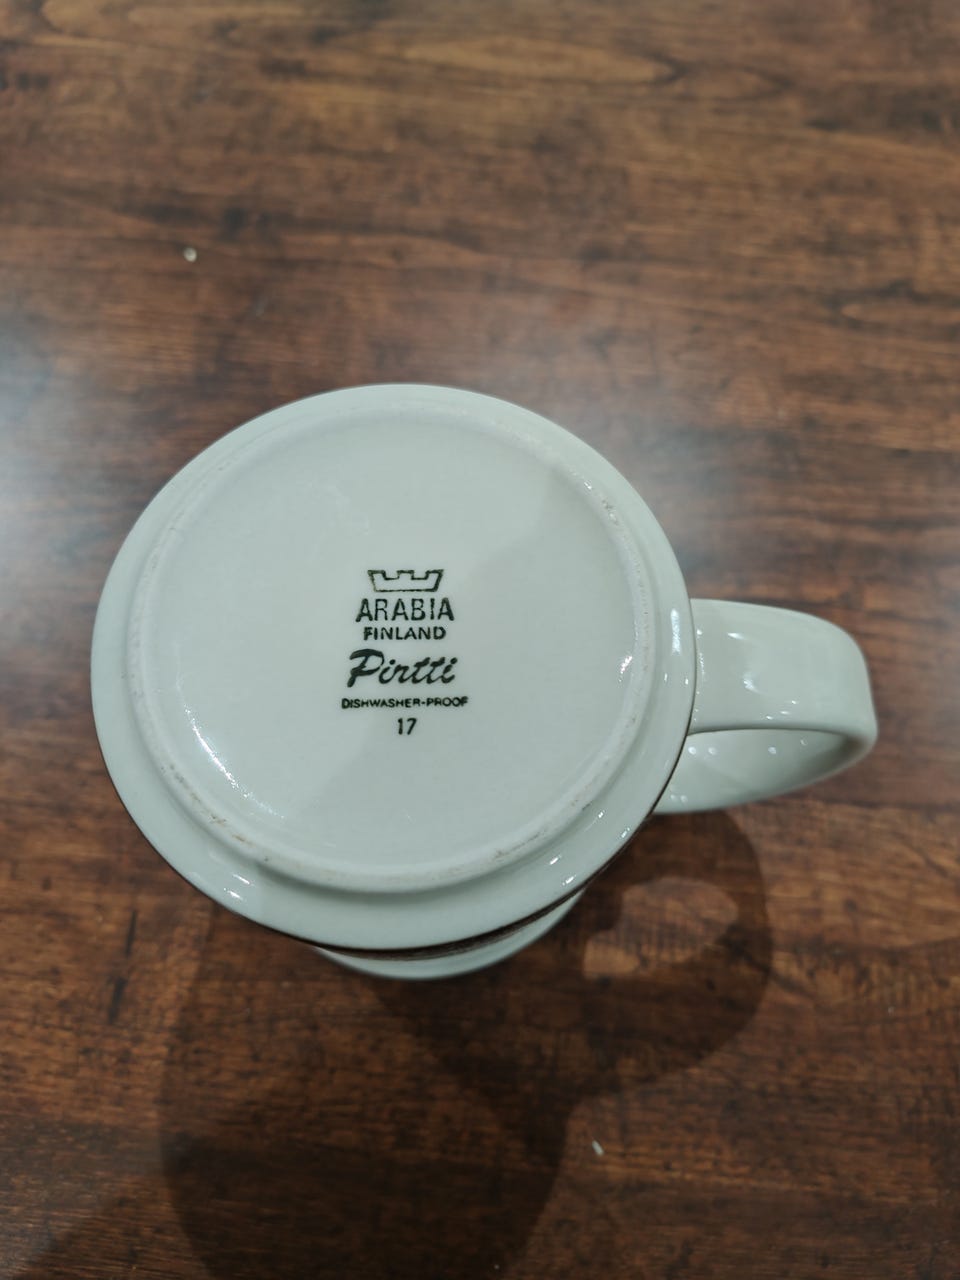 ARABIA
FINLAND
Pirtti
DISHWASHER-PROOF
17